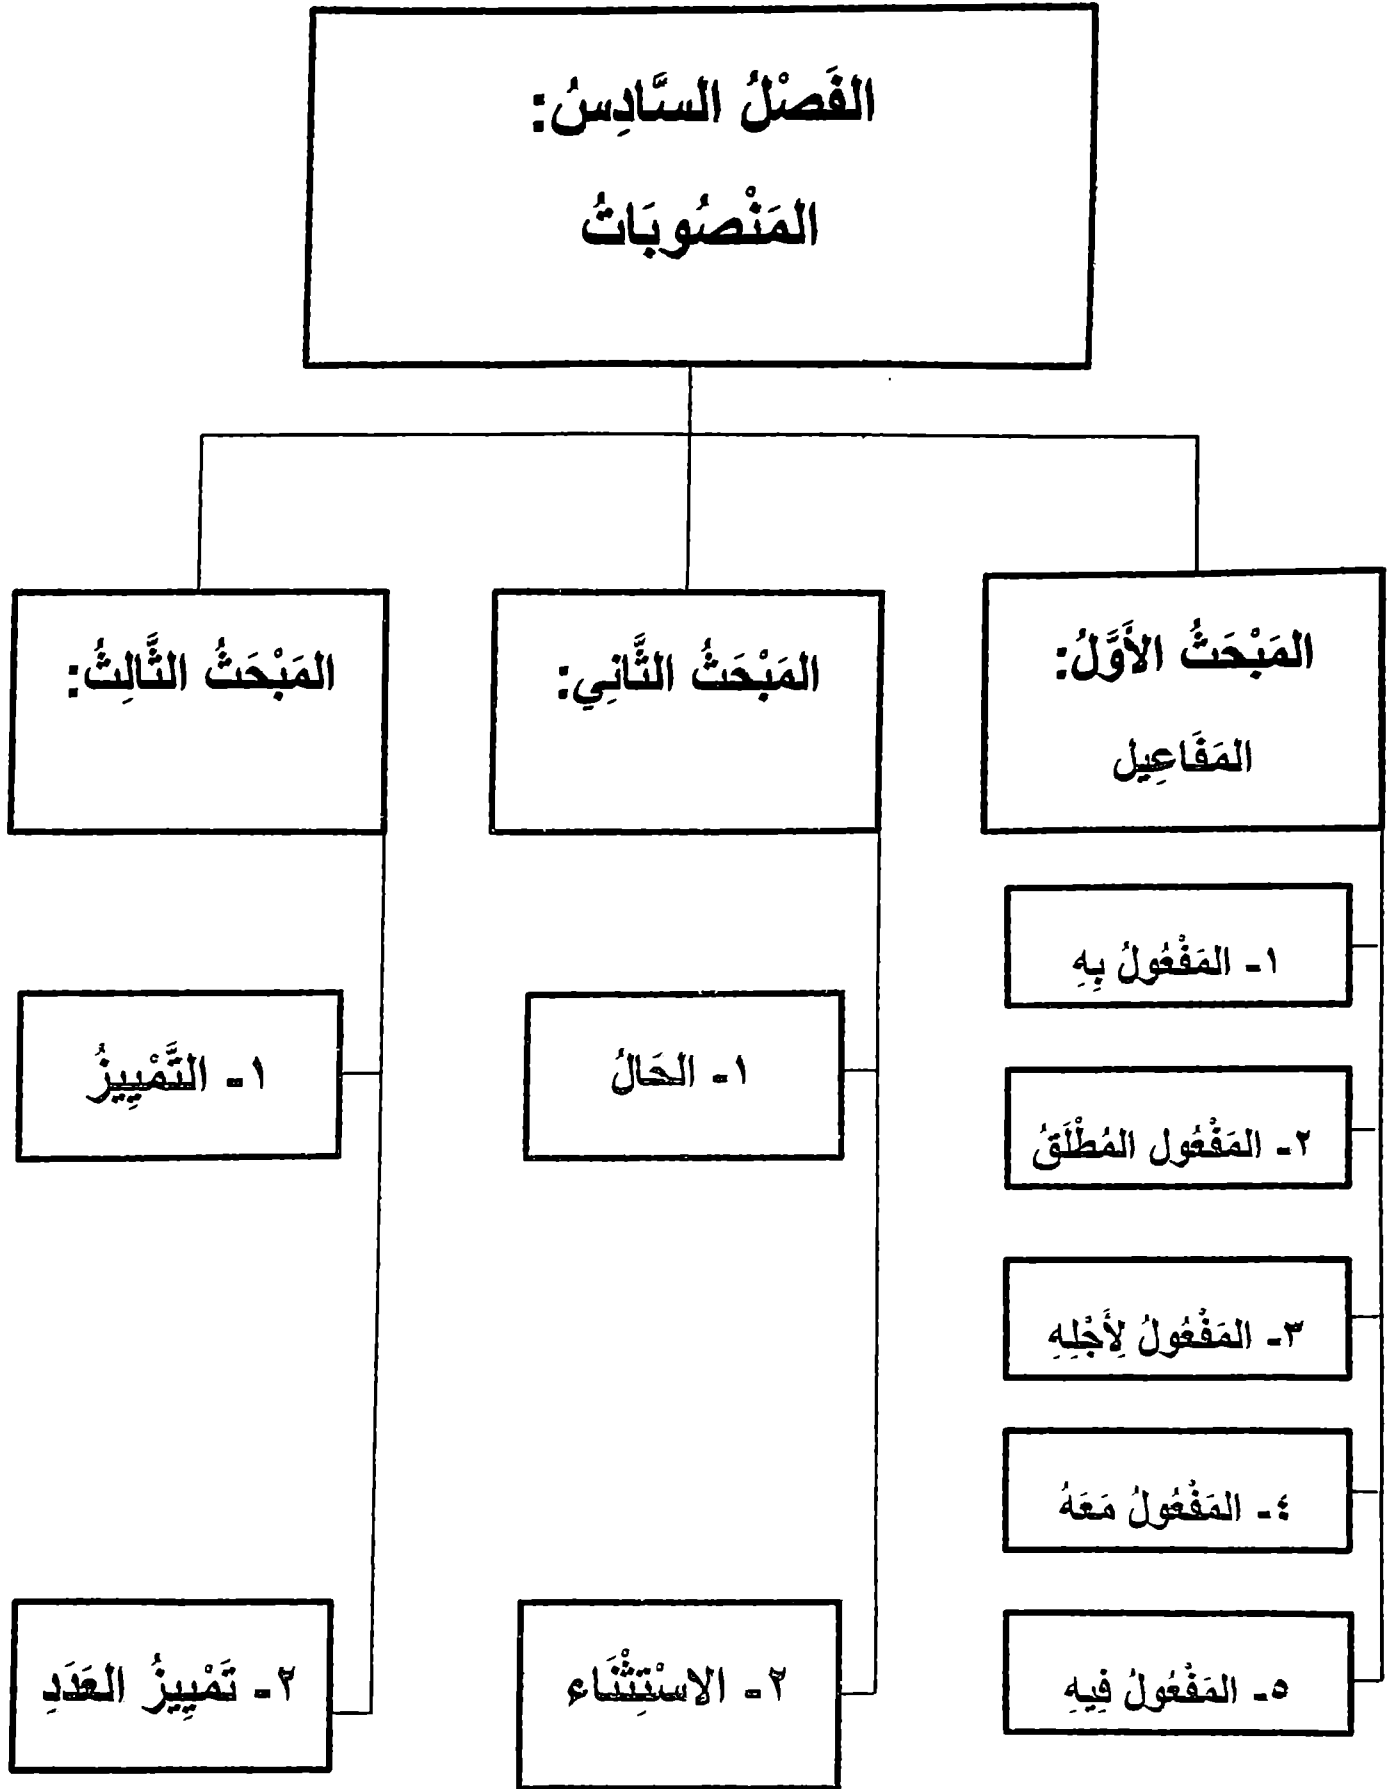 الفَصْلُ السَّادِسُ:
المَنْصُوبَاتُ
المَبْحَثُ الأَوَّلُ:
المَفَاعِيل
١- المَفْعُولُ بِهِ
٢- المَفْعُول المُطْلَقُ
٣- المَفْعُولُ لِأَجْلِهِ
٤- المَفْعُولُ مَعَهُ
٥- المَفْعُولُ فِيهِ
المَبْحَثُ الثَّانِي:
١- الحَالُ
٢- الاسْتِثْنَاء
المَبْحَثُ الثَّالِثُ:
١- التَّمْيِيزُ
٢- تَمْيِيزُ العَدَدِ